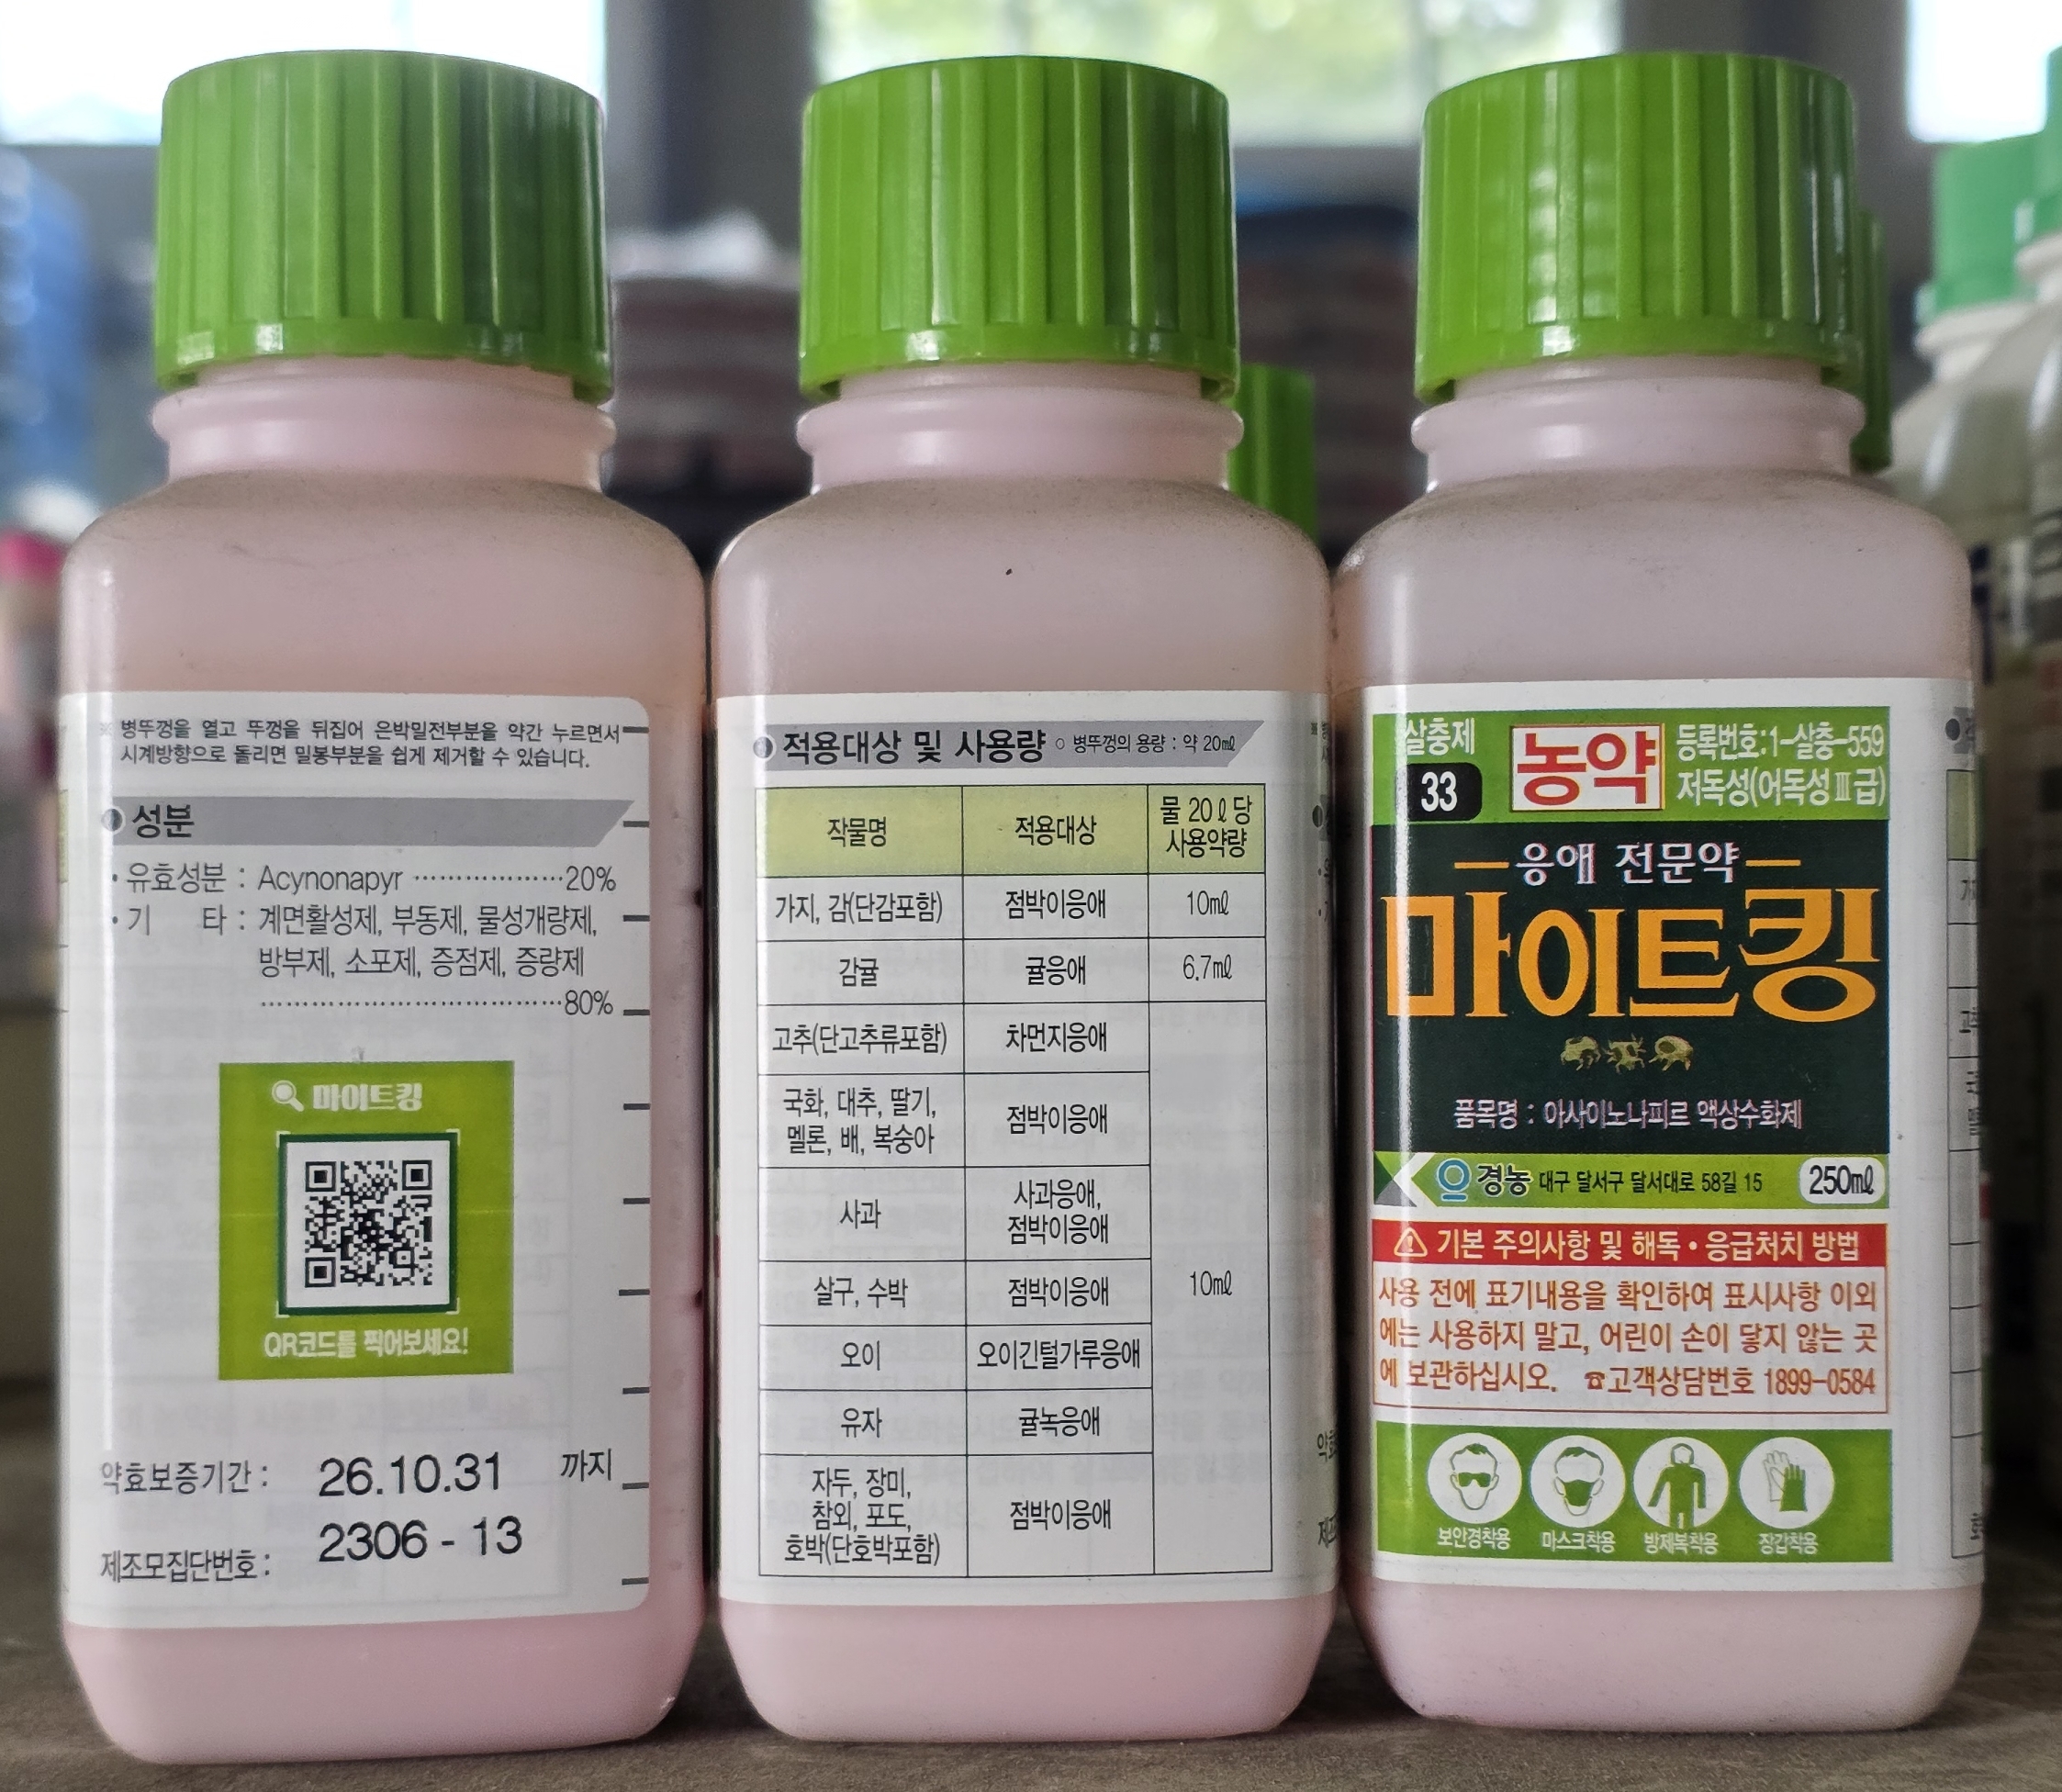 ※ 병뚜껑을 열고 뚜껑을 뒤집어 은박밀전부분을 약간 누르면서
시계방향으로 돌리면 밀봉부분을 쉽게 제거할 수 있습니다.
성분
• 유효성분 : Acynonapyr ··················20%
• 기 타 : 계면활성제, 부동제, 물성개량제,
방부제, 소포제, 증점제, 증량제
···································80%
마이트킹
QR코드를 찍어보세요!
약효보증기간 : 26.10.31 까지
제조모집단번호 : 2306 - 13
적용대상 및 사용량 ○ 병뚜껑의 용량 : 약 20㎖
작물명 적용대상 물 20ℓ당
사용약량
가지, 감(단감포함) 점박이응애 10㎖
감귤 귤응애 6.7㎖
고추(단고추류포함) 차먼지응애
국화, 대추, 딸기,
멜론, 배, 복숭아 점박이응애
사과 사과응애,
점박이응애
살구, 수박 점박이응애 10㎖
오이 오이긴털가루응애
유자 귤녹응애
자두, 장미,
참외, 포도,
호박(단호박포함) 점박이응애
살충제
33
농약
등록번호:1-살충-559
저독성(어독성Ⅲ급)
응애 전문약
마이트킹
품목명 : 아사이노나피르 액상수화제
경농 대구 달서구 달서대로 58길 15 250㎖
기본 주의사항 및 해독 • 응급처치 방법
사용 전에 표기내용을 확인하여 표시사항 이외
에는 사용하지 말고, 어린이 손이 닿지 않는 곳
에 보관하십시오. ☎고객상담번호 1899-0584
보안경착용 마스크착용 방제복착용 장갑착용